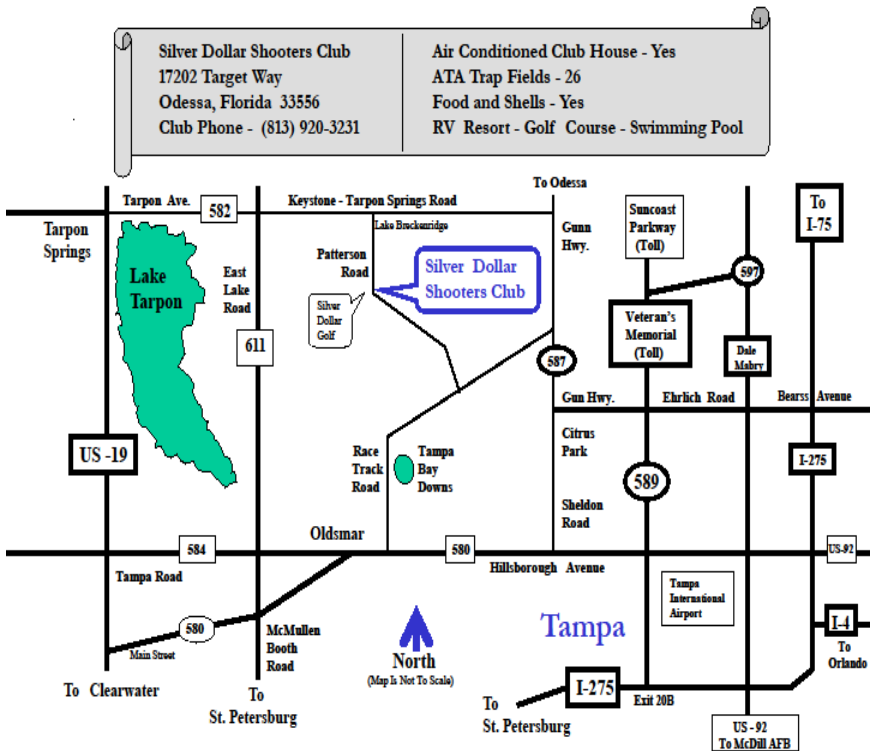 Silver Dollar Shooters Club
17202 Target Way
Odessa, Florida 33556
Club Phone - (813) 920-3231
Air Conditioned Club House - Yes
ATA Trap Fields - 26
Food and Shells - Yes
RV Resort - Golf Course - Swimming Pool
To Odessa
Tarpon Ave.
582
Keystone - Tarpon Springs Road
Tarpon
Springs
Lake Breckenridge
Gunn
Hwy.
Suncoast
Parkway
(Toll)
To
I-75
Lake
Tarpon
East
Lake
Road
Patterson
Road
Silver Dollar
Shooters Club
597
Silver
Dollar
Golf
611
587
Veteran's
Memorial
(Toll)
Dale
Mabry
Gun Hwy.
Ehrlich Road
Bearss Avenue
US -19
Race
Track
Road
Tampa
Bay
Downs
Citrus
Park
589
I-275
Sheldon
Road
Oldsmar
584
580
US-92
Tampa Road
Hillsborough Avenue
Tampa
International
Airport
580
Main Street
McMullen
Booth
Road
North
(Map Is Not To Scale)
Tampa
I-4
To
Orlando
To Clearwater
To
St. Petersburg
To
St. Petersburg
I-275
Exit 20B
US - 92
To McDill AFB